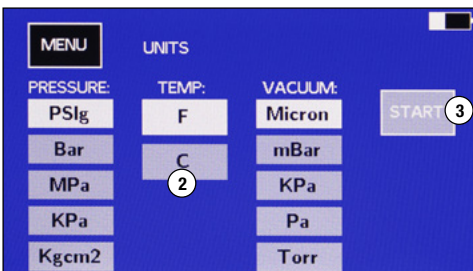 MENU UNITS
PRESSURE: TEMP: VACUUM:
PSIg F Micron START 3
Bar C mBar
2
MPa KPa
KPa Pa
Kgcm2 Torr